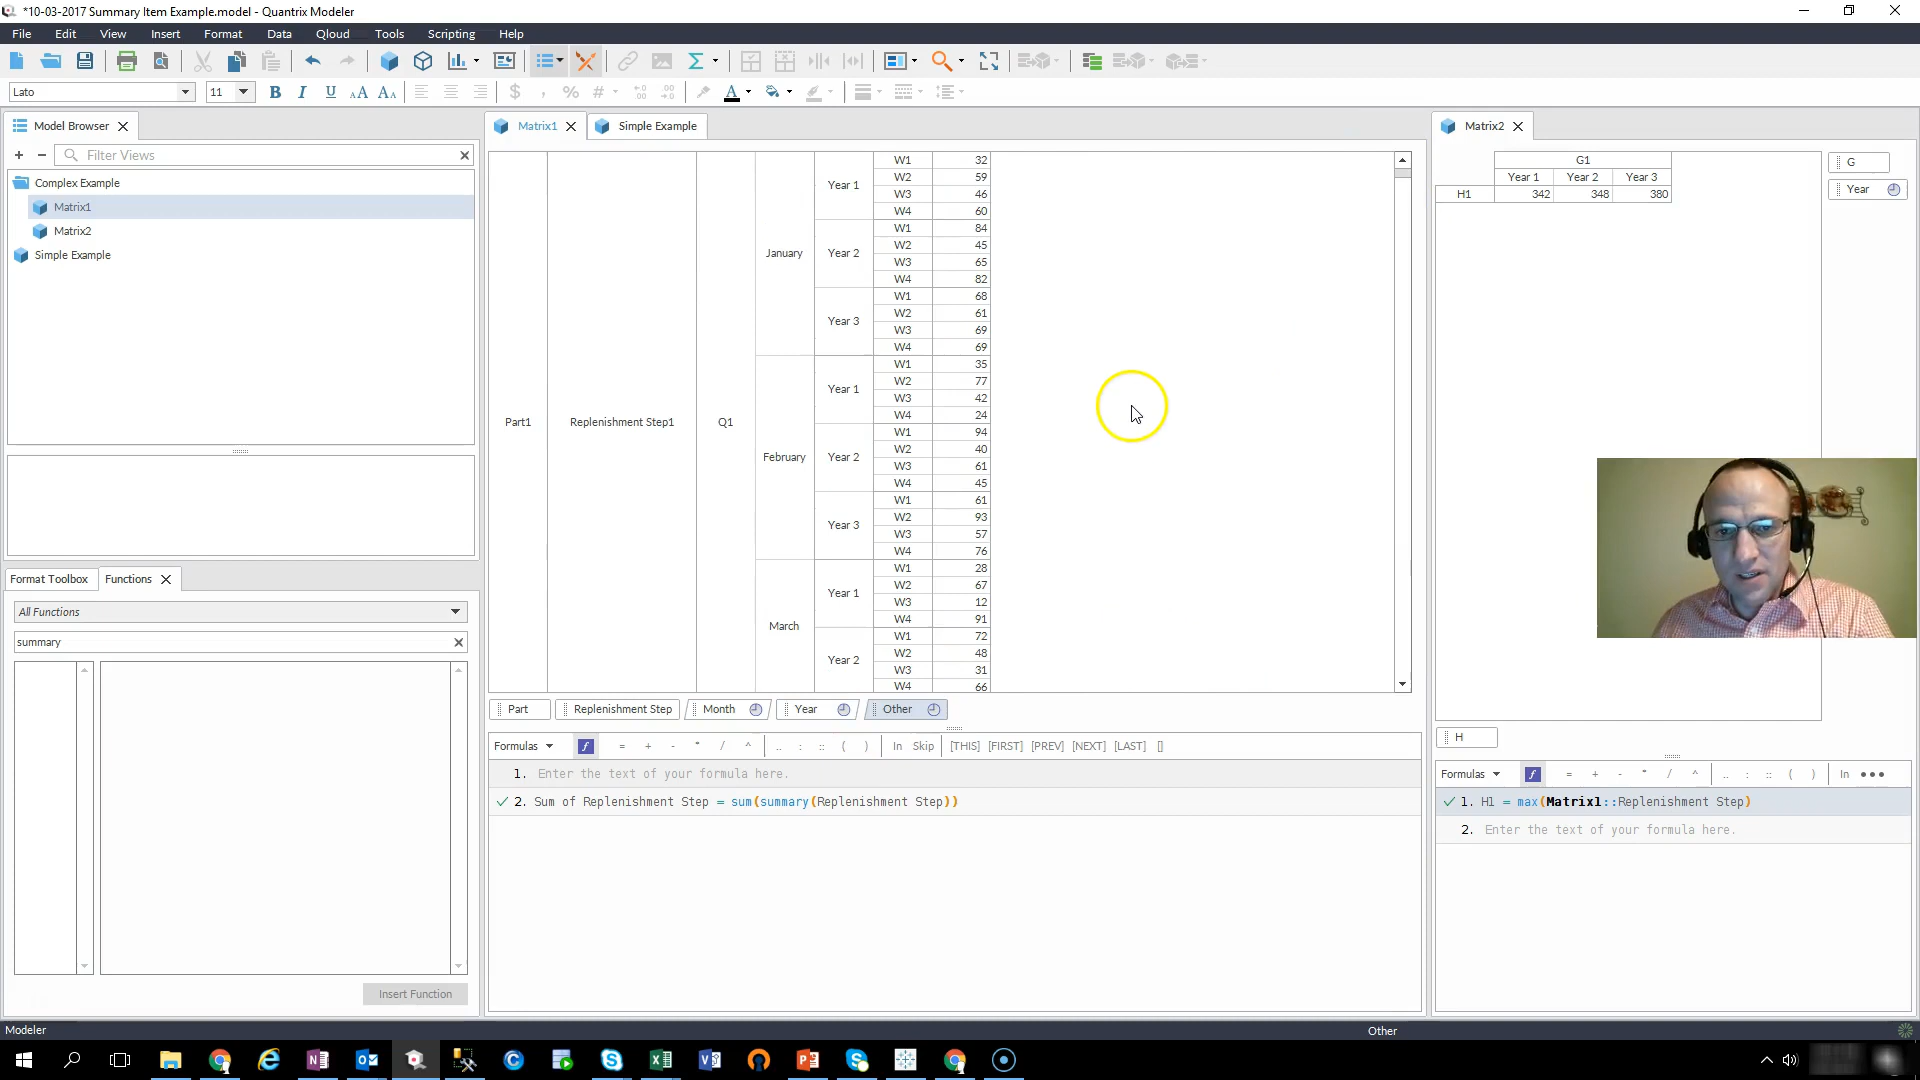 *10-03-2017 Summary Item Example.model - Quantrix Modeler
File Edit View Insert Format Data Qloud Tools Scripting Help
Lato 11
Model Browser
Filter Views
Complex Example
Matrix1
Matrix2
Simple Example
Format Toolbox Functions
All Functions
summary
Insert Function
Matrix1 Simple Example
Part1 Replenishment Step1 Q1
January
Year 1
W1 32
W2 59
W3 46
W4 60
Year 2
W1 84
W2 45
W3 65
W4 82
Year 3
W1 68
W2 61
W3 69
W4 69
February
Year 1
W1 35
W2 77
W3 42
W4 24
Year 2
W1 94
W2 40
W3 61
W4 45
Year 3
W1 61
W2 93
W3 57
W4 76
March
Year 1
W1 28
W2 67
W3 12
W4 91
Year 2
W1 72
W2 48
W3 31
W4 66
Part Replenishment Step Month Year Other
Formulas f = + - * / ^ .. : :: ( ) In Skip [THIS] [FIRST] [PREV] [NEXT] [LAST] []
1. Enter the text of your formula here.
2. Sum of Replenishment Step = sum(summary(Replenishment Step))
Matrix2
G1
Year 1 Year 2 Year 3
H1 342 348 380
G
Year
H
Formulas f = + - * / ^ .. : :: ( ) In
1. H1 = max(Matrix1::Replenishment Step)
2. Enter the text of your formula here.
Modeler Other